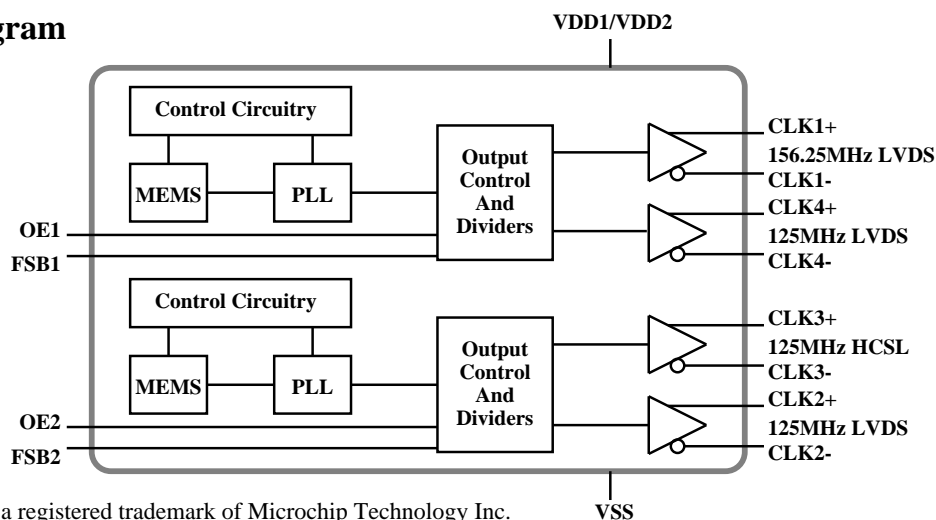 gram
VDD1/VDD2
Control Circuitry
MEMS
PLL
Output
Control
And
Dividers
OE1
FSB1
CLK1+
156.25MHz LVDS
CLK1-
CLK4+
125MHz LVDS
CLK4-
Control Circuitry
MEMS
PLL
Output
Control
And
Dividers
OE2
FSB2
CLK3+
125MHz HCSL
CLK3-
CLK2+
125MHz LVDS
CLK2-
VSS
a registered trademark of Microchip Technology Inc.